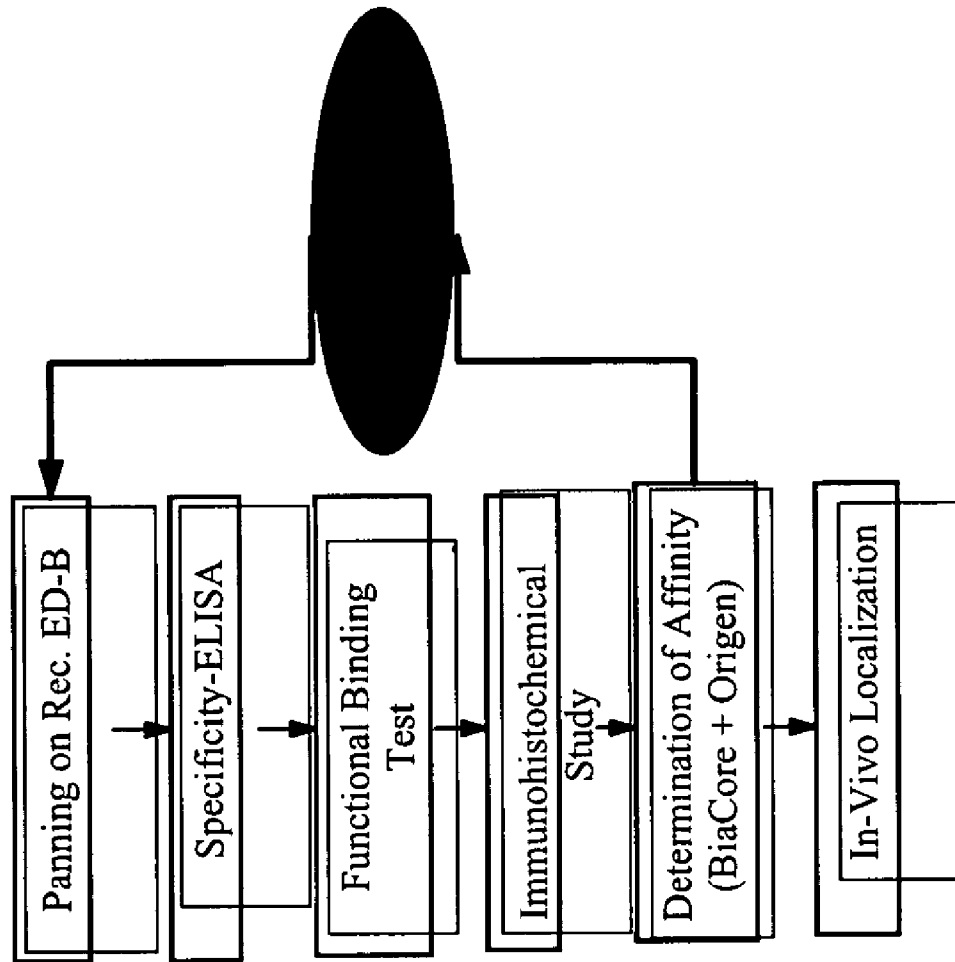 Panning on Rec. ED-B
Specificity-ELISA
Functional Binding
Test
Immunohistochemical
Study
Determination of Affinity
(BiaCore + Origen)
In-Vivo Localization